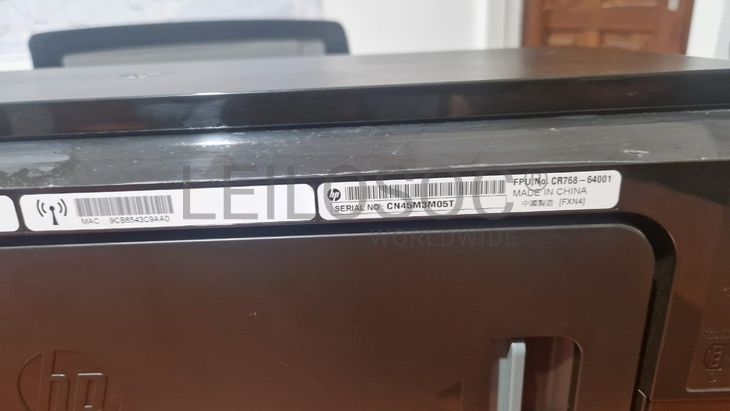 MAC : 9CB6543C9AA0
hp
SERIAL NO: CN45M3M05T
FPU No. CR768-64001
MADE IN CHINA
中國製造 [FXN4]
LEILOSOC
WORLDWIDE
hp